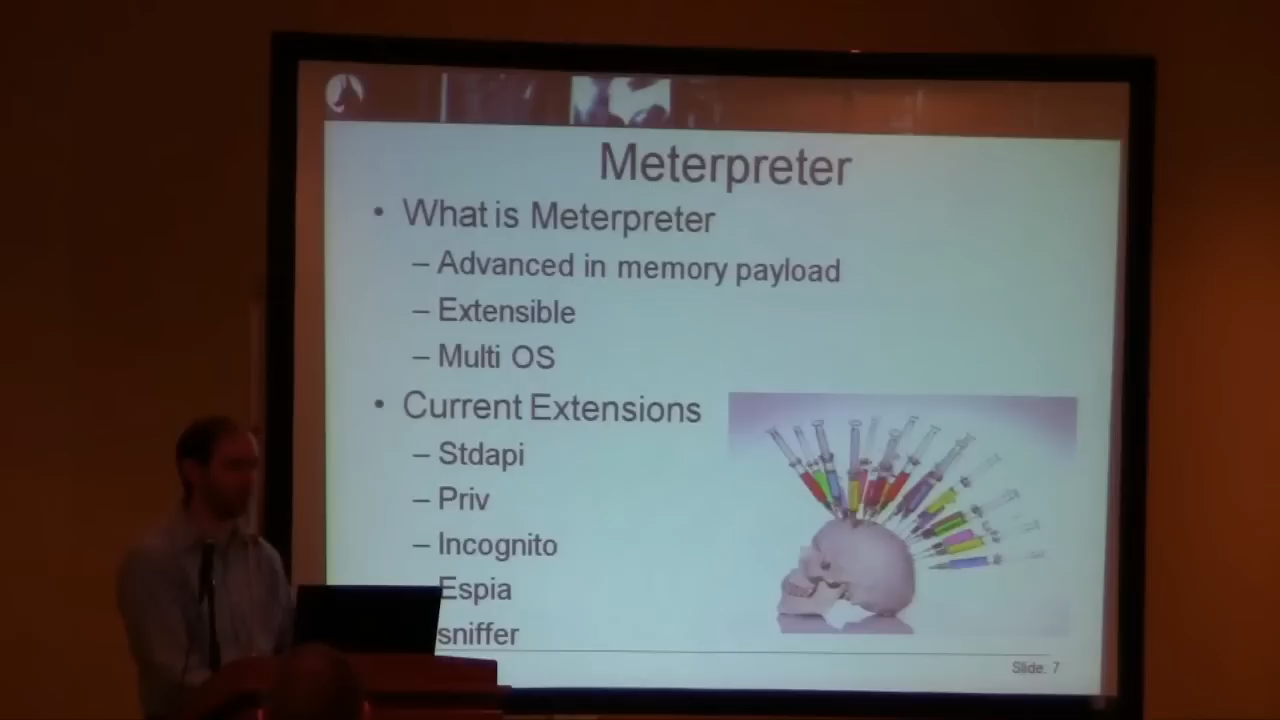 Meterpreter
• What is Meterpreter
– Advanced in memory payload
– Extensible
– Multi OS
• Current Extensions
– Stdapi
– Priv
– Incognito
Espia
sniffer
Slide. 7